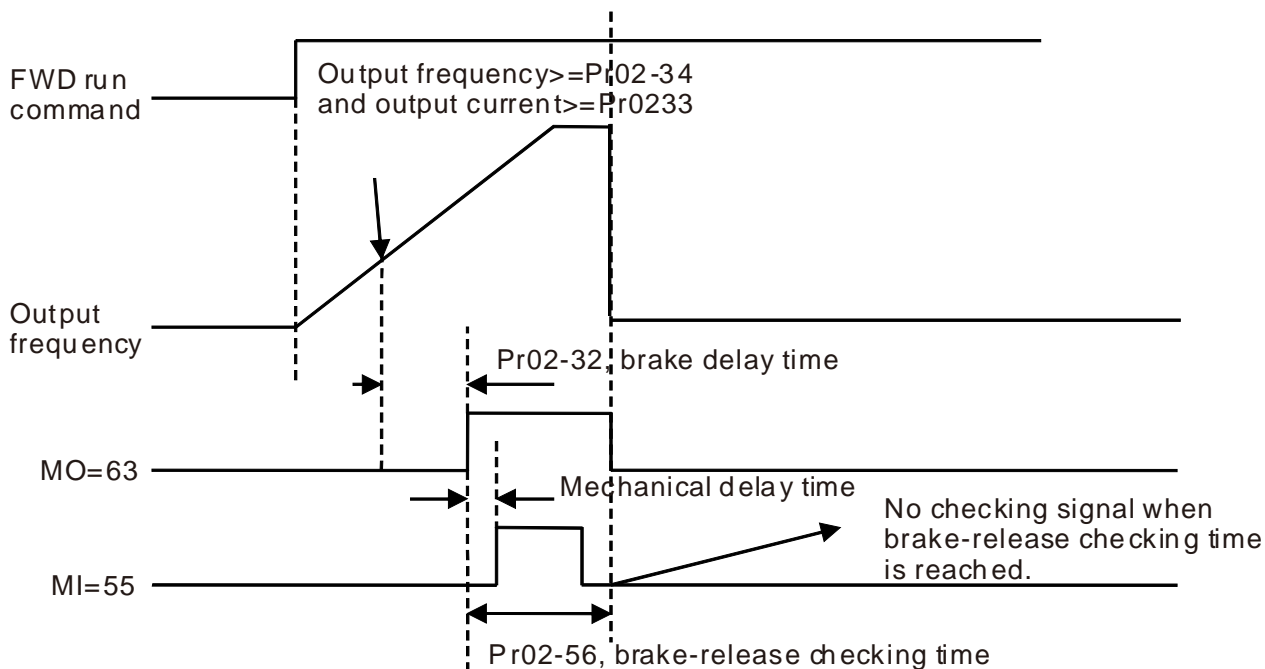 FWD run
command
Output frequency>=Pr02-34
and output current>=Pr0233
Output
frequency
Pr02-32, brake delay time
MO=63
Mechanical delay time
No checking signal when
brake-release checking time
is reached.
MI=55
Pr02-56, brake-release checking time